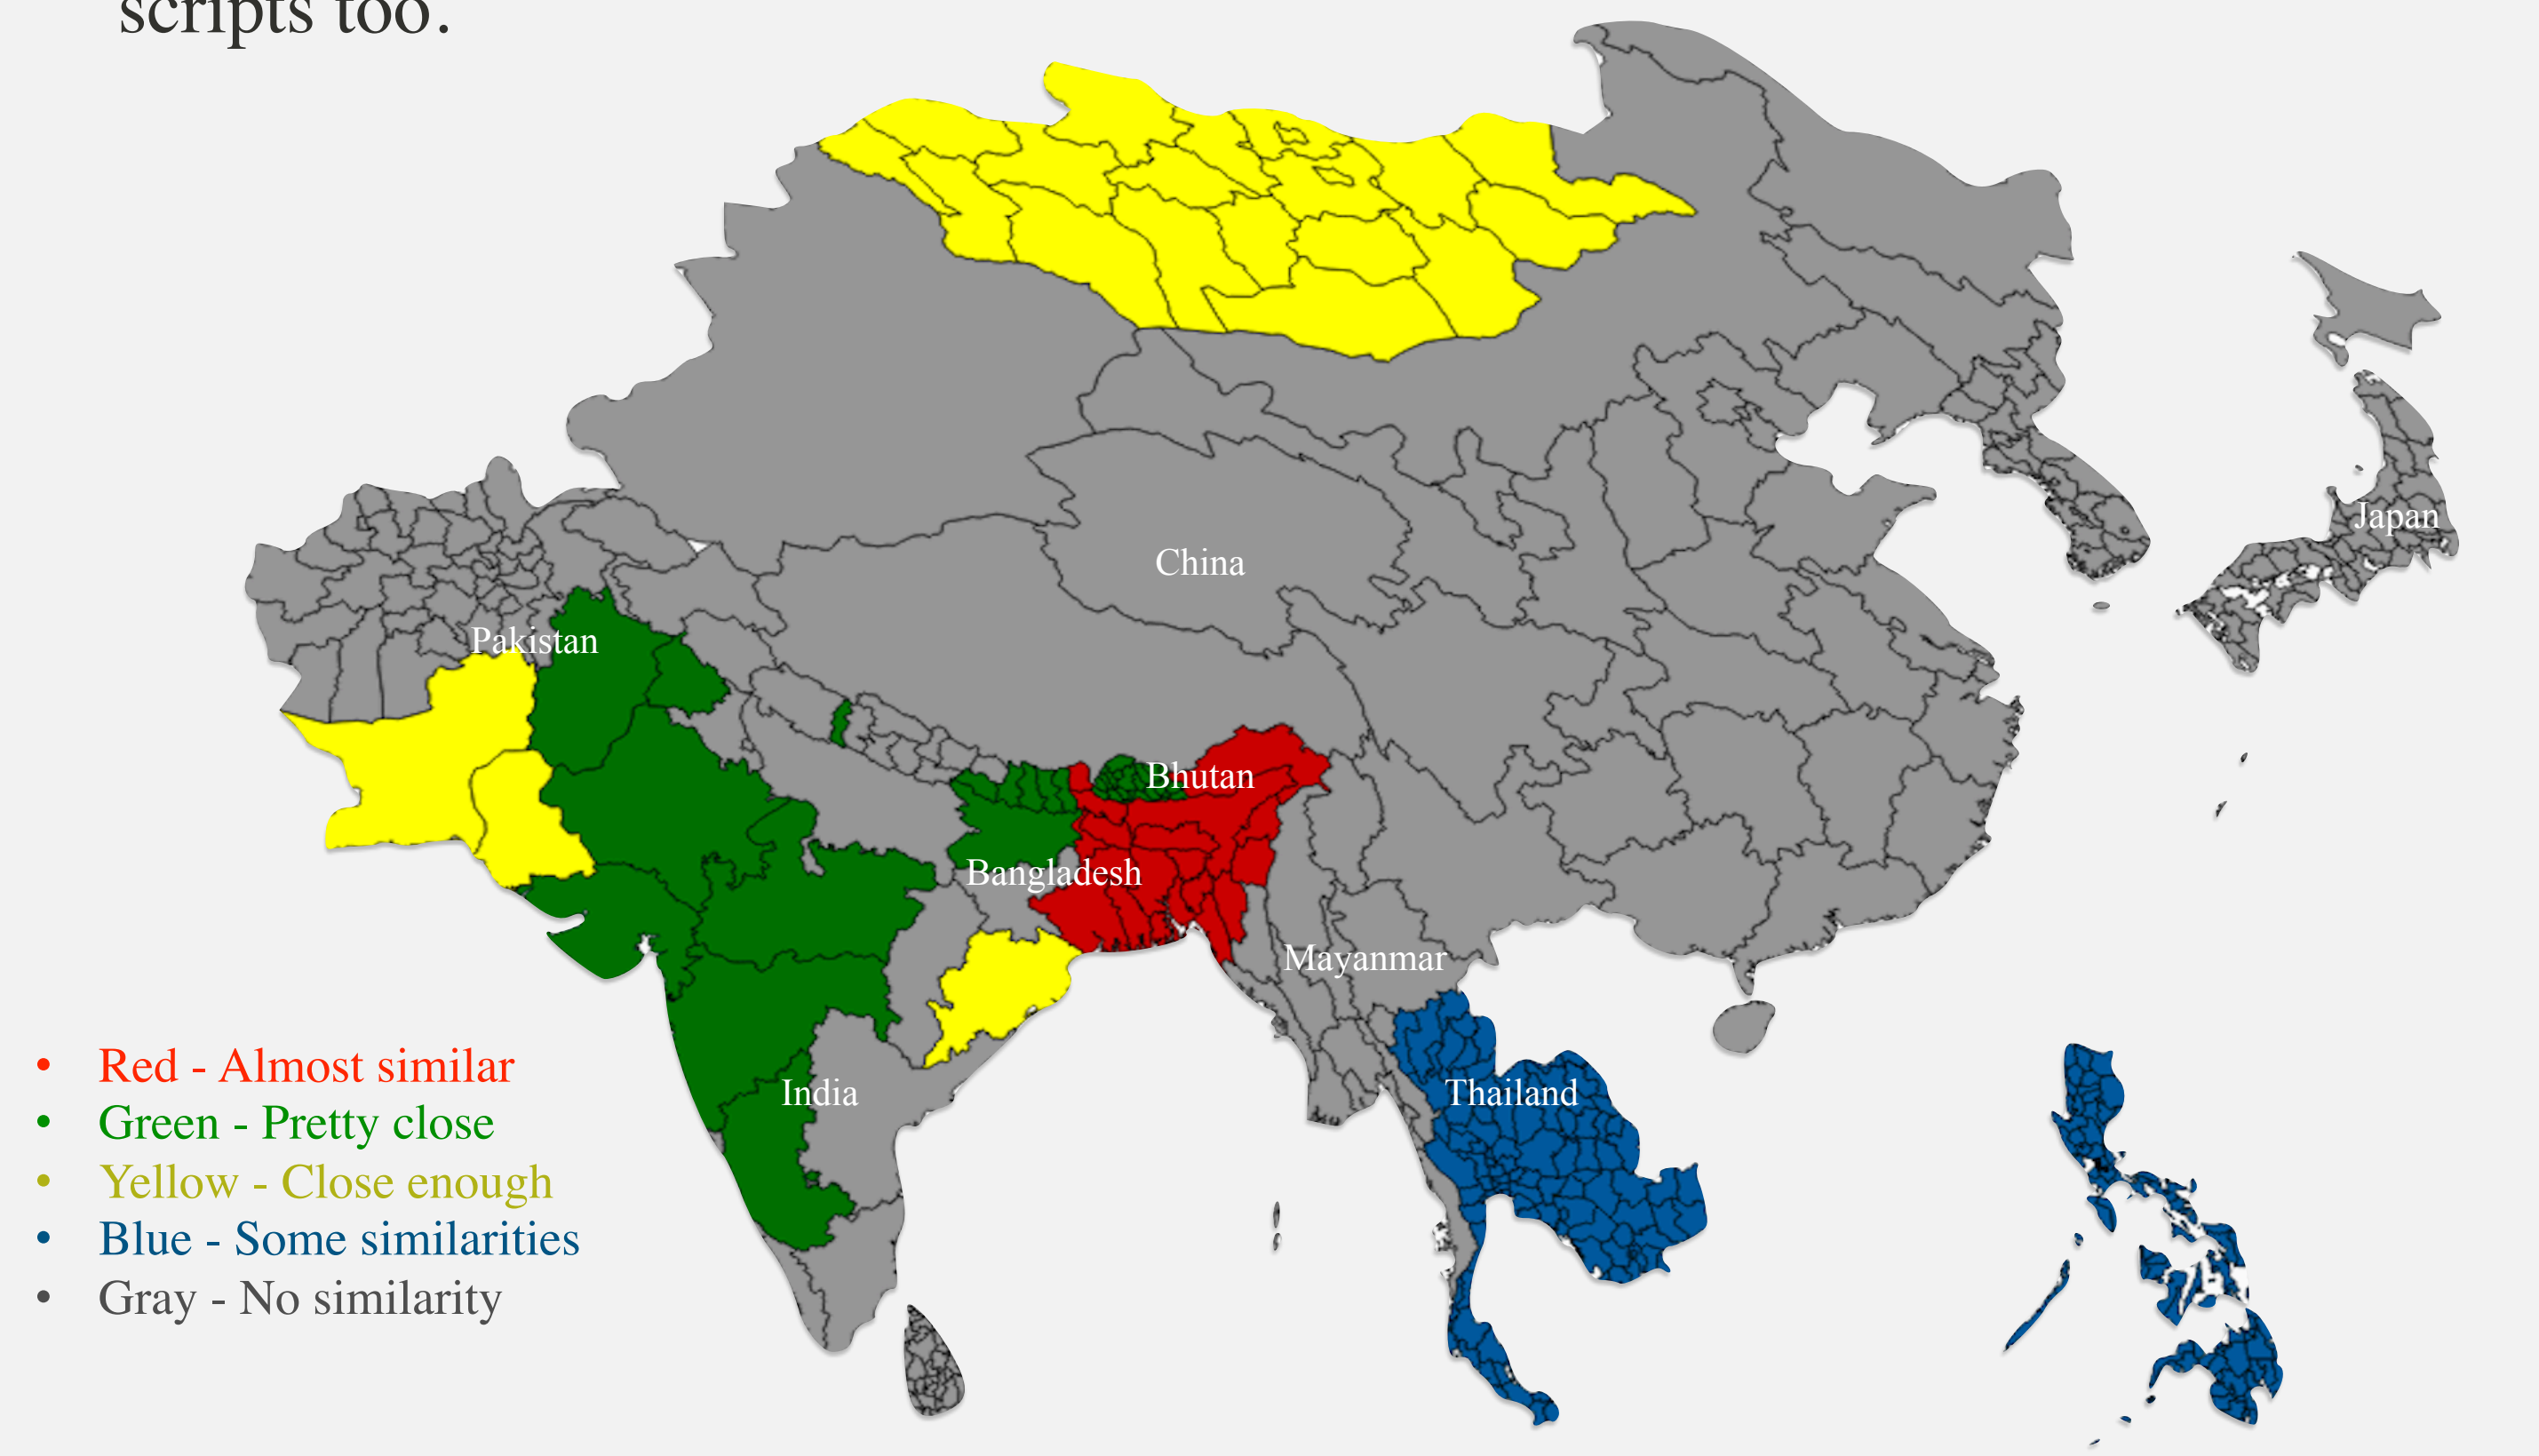 scripts too.
Japan
China
Pakistan
Bhutan
Bangladesh
Mayanmar
India
Thailand
• Red - Almost similar
• Green - Pretty close
• Yellow - Close enough
• Blue - Some similarities
• Gray - No similarity